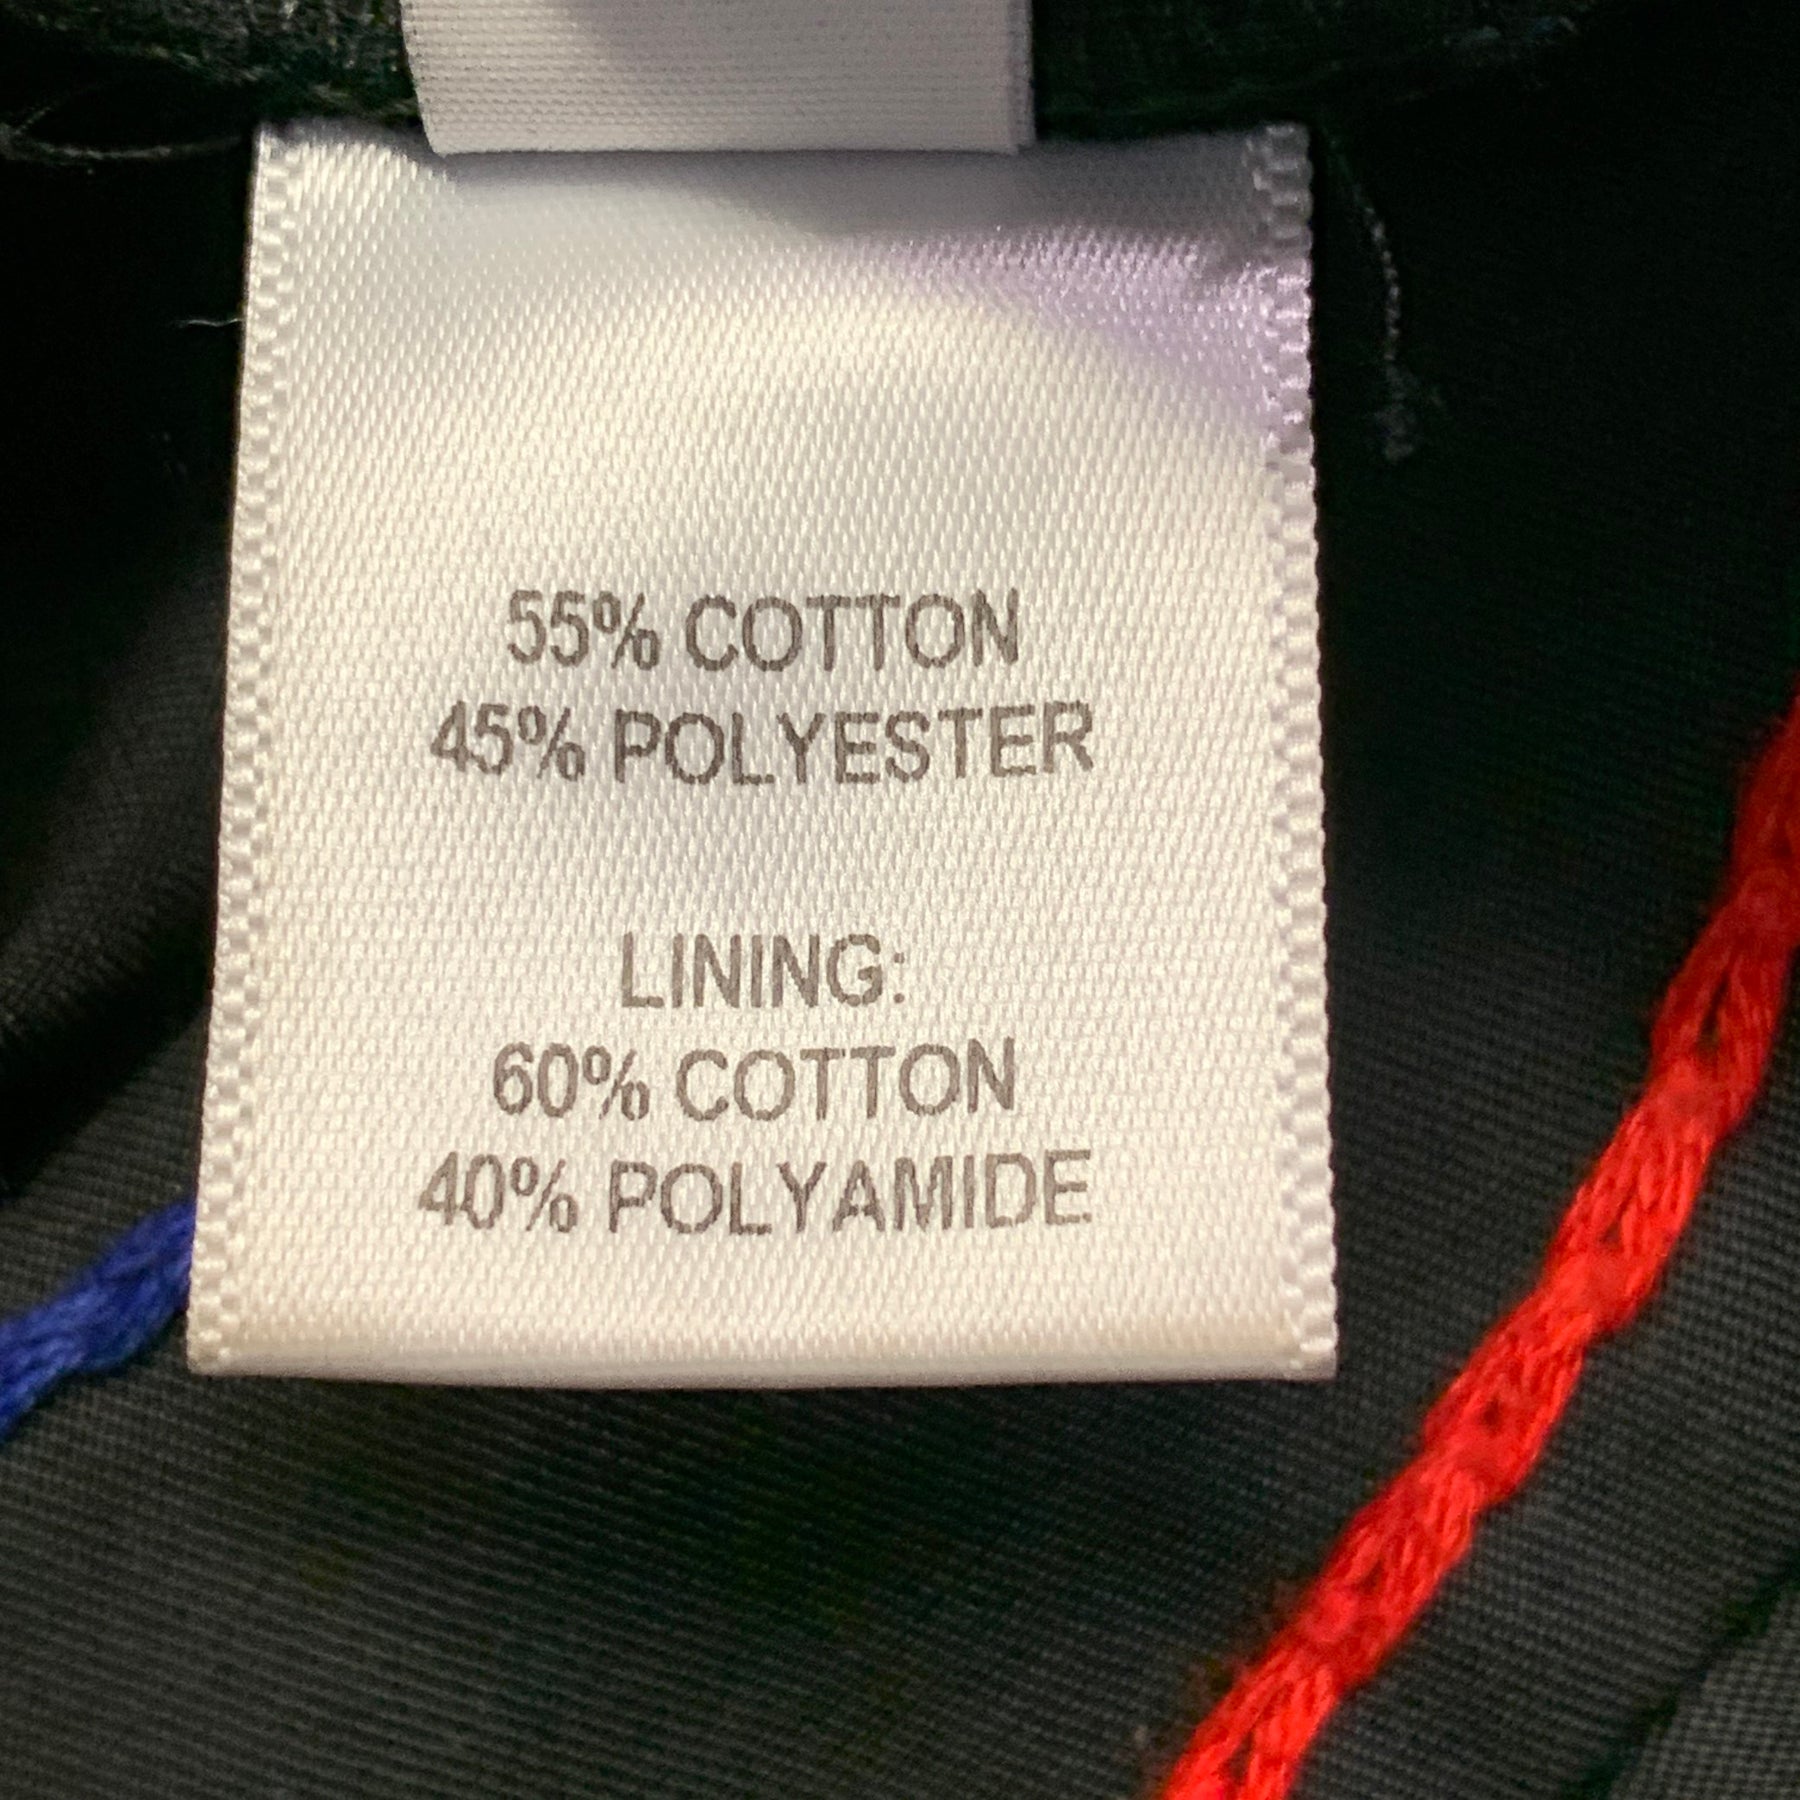 55% COTTON
45% POLYESTER
LINING:
60% COTTON
40% POLYAMIDE